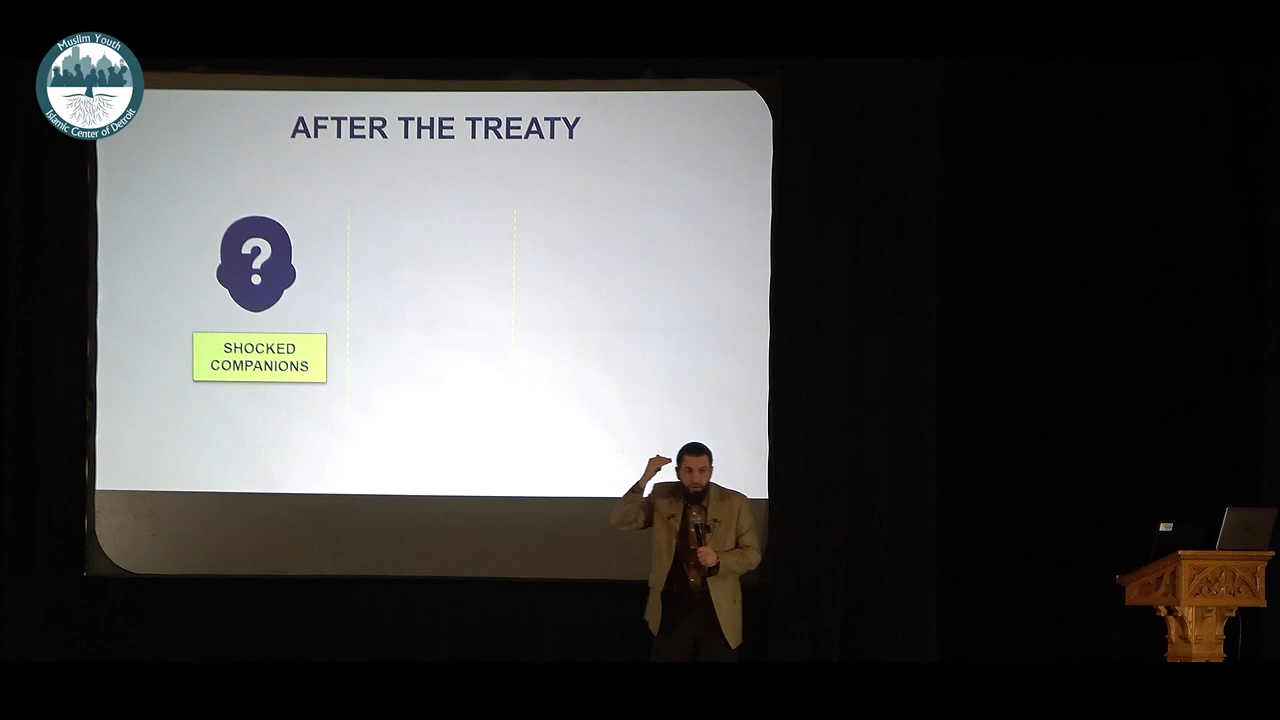 Muslim Youth
Islamic Center of Detroit
AFTER THE TREATY
?
SHOCKED
COMPANIONS